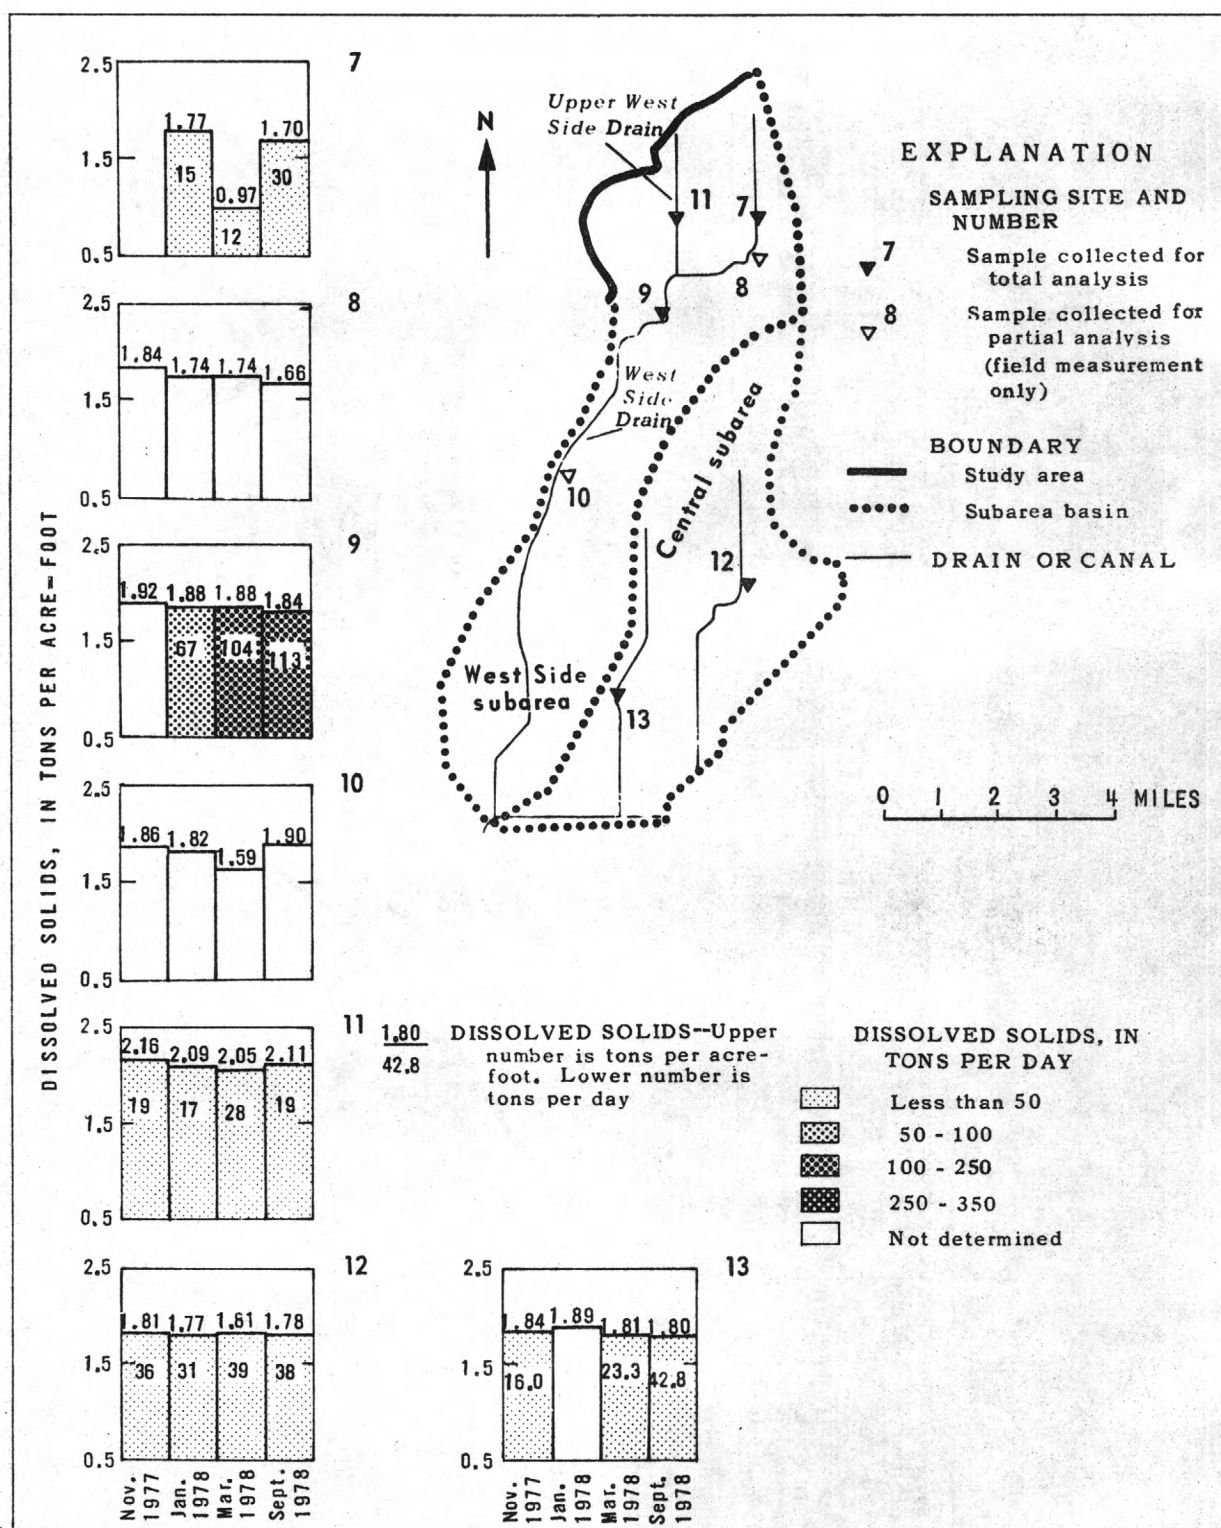 DISSOLVED SOLIDS, IN TONS PER ACRE-FOOT
7
2.5
1.5
0.5
1.77
0.97
1.70
15
12
30
8
2.5
1.5
0.5
1.84
1.74
1.74
1.66
9
2.5
1.5
0.5
1.92
1.88
1.88
1.84
67
104
113
10
2.5
1.5
0.5
1.86
1.82
1.59
1.90
11
2.5
1.5
0.5
2.16
2.09
2.05
2.11
19
17
28
19
12
2.5
1.5
0.5
1.81
1.77
1.81
1.78
36
31
39
38
Nov. 1977
Jan. 1978
Mar. 1978
Sept. 1978
13
2.5
1.5
0.5
1.84
1.89
1.81
1.80
16.0
23.3
42.8
Nov. 1977
Jan. 1978
Mar. 1978
Sept. 1978
N
Upper West
Side Drain
11
7
8
9
West
Side
Drain
10
Central subarea
12
West Side
subarea
13
EXPLANATION
SAMPLING SITE AND
NUMBER
7
Sample collected for
total analysis
8
Sample collected for
partial analysis
(field measurement
only)
BOUNDARY
Study area
Subarea basin
DRAIN OR CANAL
0 1 2 3 4 MILES
1.80
42.8
DISSOLVED SOLIDS--Upper
number is tons per acre-
foot. Lower number is
tons per day
DISSOLVED SOLIDS, IN
TONS PER DAY
Less than 50
50 - 100
100 - 250
250 - 350
Not determined